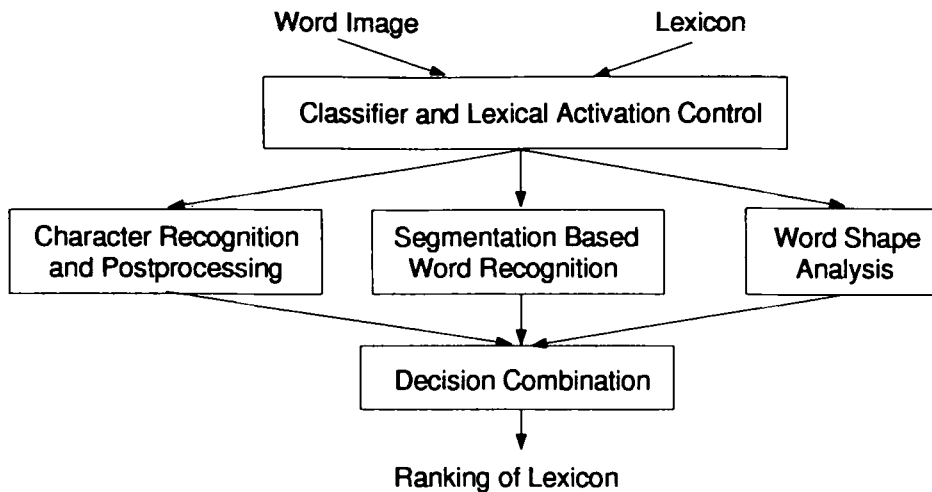 Word Image
Lexicon
Classifier and Lexical Activation Control
Character Recognition
and Postprocessing
Segmentation Based
Word Recognition
Word Shape
Analysis
Decision Combination
Ranking of Lexicon